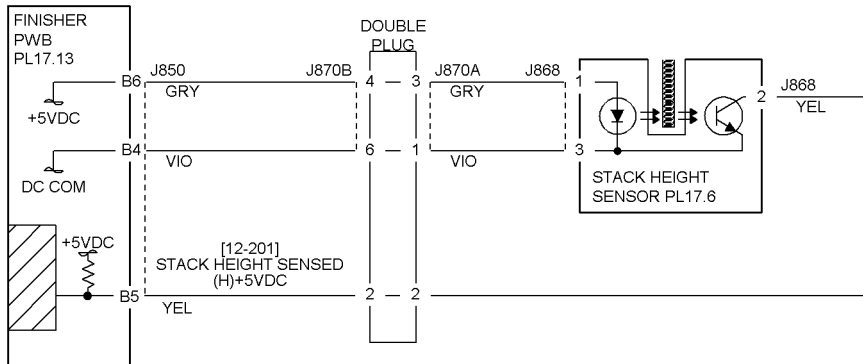 FINISHER
PWB
PL17.13
DOUBLE
PLUG
B6 J850 J870B 4 3 J870A J868 1
GRY GRY
+5VDC
2 J868
YEL
B4 6 1 3
VIO VIO
DC COM
STACK HEIGHT
SENSOR PL17.6
+5VDC
[12-201]
STACK HEIGHT SENSED
(H)+5VDC
B5 2 2
YEL